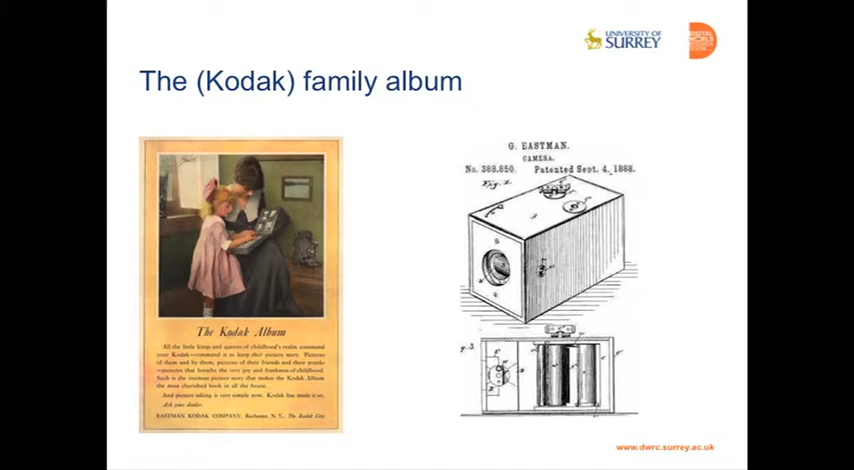 UNIVERSITY OF
SURREY
DIGITAL
WORLD
RESEARCH
CENTRE
The (Kodak) family album
The Kodak Album
All the little kings and queens of childhood's realm command
your Kodak—command it to keep their picture story. Pictures
of them and by them, pictures of their friends and their pranks
—pictures that breathe the very joy and frankness of childhood.
Such is the intimate picture story that makes the Kodak Album
the most cherished book in all the house.
And picture taking is very simple now. Kodak has made it so.
Ask your dealer.
EASTMAN KODAK COMPANY, Rochester, N. Y., The Kodak City
G. EASTMAN.
CAMERA.
No. 388,850. Patented Sept. 4, 1888.
Fig. 1.
www.dwrc.surrey.ac.uk